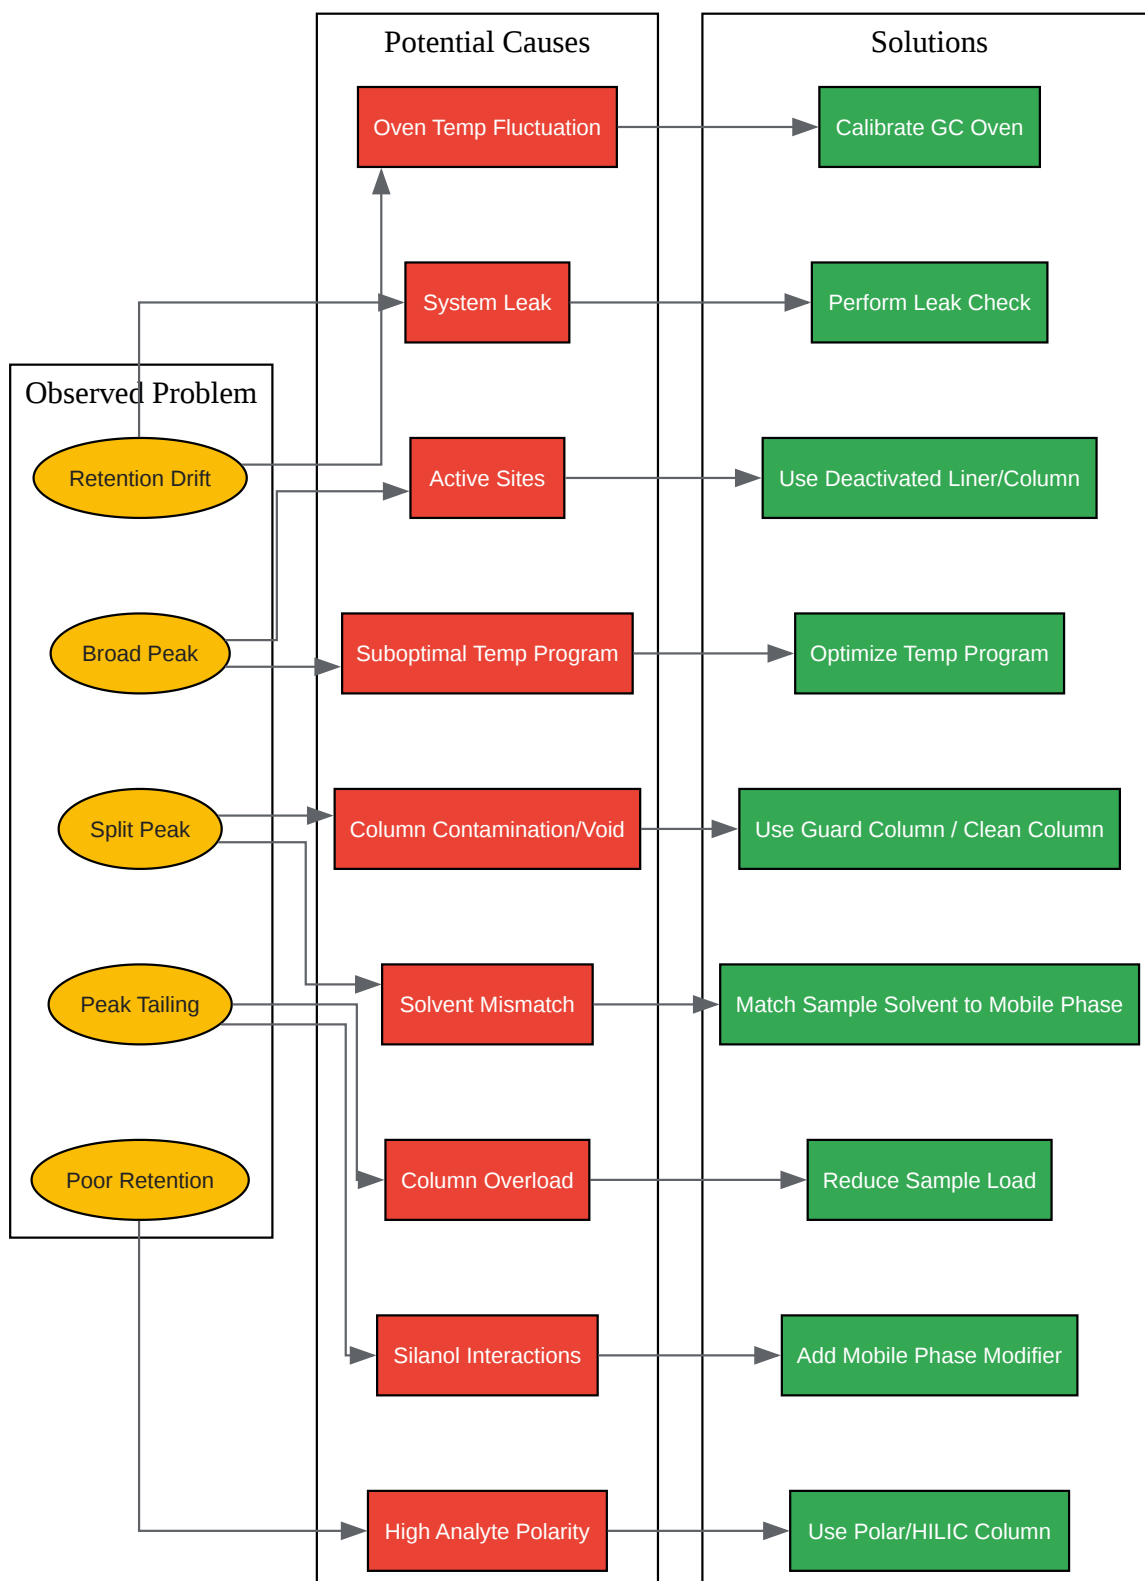 Potential Causes
Solutions
Oven Temp Fluctuation
Calibrate GC Oven
System Leak
Perform Leak Check
Observed Problem
Retention Drift
Active Sites
Use Deactivated Liner/Column
Broad Peak
Suboptimal Temp Program
Optimize Temp Program
Split Peak
Column Contamination/Void
Use Guard Column / Clean Column
Peak Tailing
Solvent Mismatch
Match Sample Solvent to Mobile Phase
Poor Retention
Column Overload
Reduce Sample Load
Silanol Interactions
Add Mobile Phase Modifier
High Analyte Polarity
Use Polar/HILIC Column